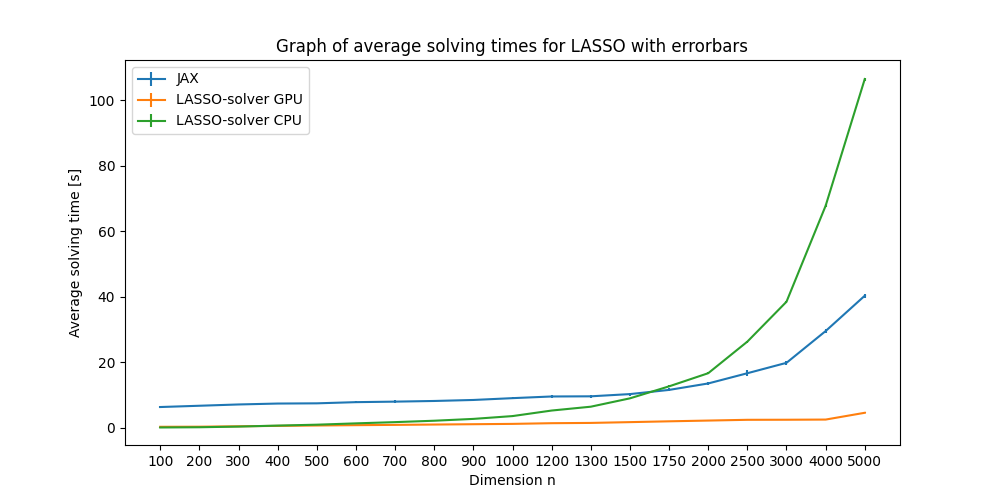 Graph of average solving times for LASSO with errorbars
JAX
LASSO-solver GPU
LASSO-solver CPU
Average solving time [s]
100
80
60
40
20
0
100 200 300 400 500 600 700 800 900 1000 1200 1300 1500 1750 2000 2500 3000 4000 5000
Dimension n